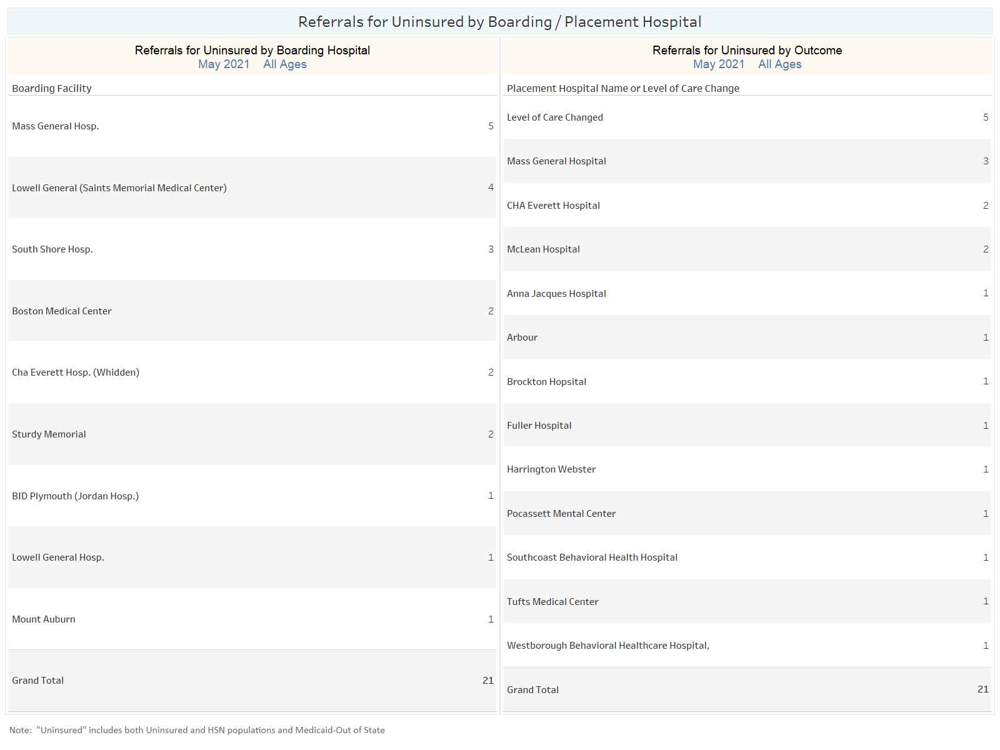 Referrals for Uninsured by Boarding / Placement Hospital
Referrals for Uninsured by Boarding Hospital
May 2021 All Ages
Boarding Facility
Mass General Hosp. 5
Lowell General (Saints Memorial Medical Center) 4
South Shore Hosp. 3
Boston Medical Center 2
Cha Everett Hosp. (Whidden) 2
Sturdy Memorial 2
BID Plymouth (Jordan Hosp.) 1
Lowell General Hosp. 1
Mount Auburn 1
Grand Total 21
Referrals for Uninsured by Outcome
May 2021 All Ages
Placement Hospital Name or Level of Care Change
Level of Care Changed 5
Mass General Hospital 3
CHA Everett Hospital 2
McLean Hospital 2
Anna Jacques Hospital 1
Arbour 1
Brockton Hopsital 1
Fuller Hospital 1
Harrington Webster 1
Pocassett Mental Center 1
Southcoast Behavioral Health Hospital 1
Tufts Medical Center 1
Westborough Behavioral Healthcare Hospital, 1
Grand Total 21
Note: "Uninsured" includes both Uninsured and HSN populations and Medicaid-Out of State